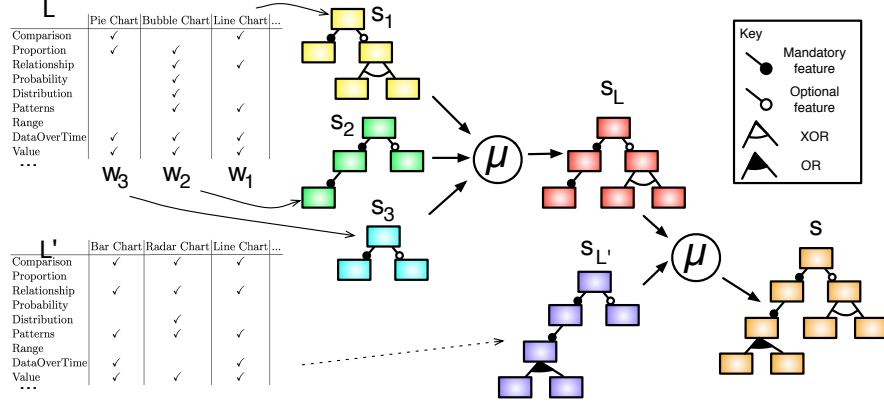 L
Pie Chart Bubble Chart Line Chart ...
Comparison ✓ ✓
Proportion ✓ ✓
Relationship ✓ ✓
Probability ✓
Distribution ✓
Patterns ✓ ✓
Range
DataOverTime ✓ ✓ ✓
Value ✓ ✓ ✓
...
w3 w2 w1
s1
s2
s3
μ
sL
Key
Mandatory
feature
Optional
feature
XOR
OR
L'
Bar Chart Radar Chart Line Chart ...
Comparison ✓ ✓ ✓
Proportion
Relationship ✓ ✓ ✓
Probability
Distribution ✓
Patterns ✓ ✓ ✓
Range
DataOverTime ✓ ✓
Value ✓ ✓ ✓
...
sL'
μ
s